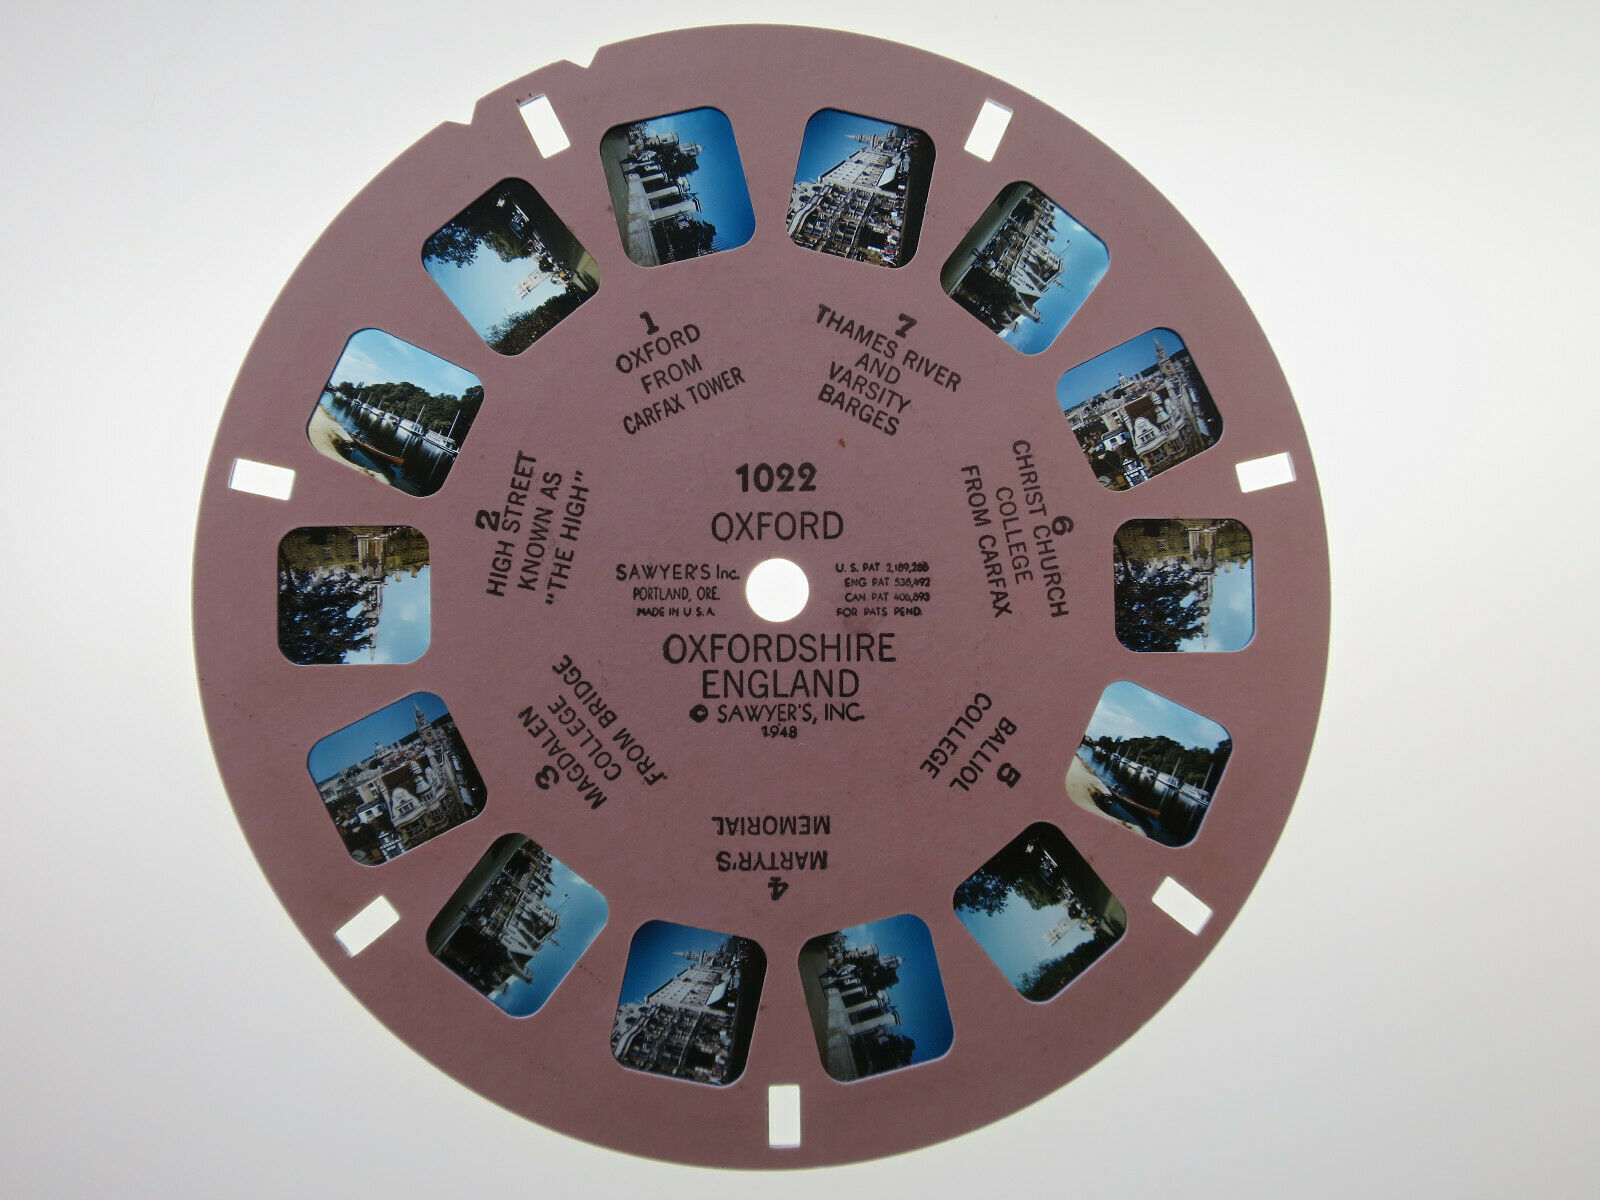 1
OXFORD
FROM
CARFAX TOWER
7
THAMES RIVER
AND
VARSITY
BARGES
2
HIGH STREET
KNOWN AS
"THE HIGH"
6
CHRIST CHURCH
COLLEGE
FROM CARFAX
1022
OXFORD
SAWYER'S Inc.
PORTLAND, ORE.
MADE IN U.S.A.
U. S. PAT 2,189,285
ENG PAT 538,492
CAN PAT 406,893
FOR PATS PEND.
OXFORDSHIRE
ENGLAND
© SAWYER'S, INC.
1948
3
MAGDALEN
COLLEGE
FROM BRIDGE
5
BALLIOL
COLLEGE
4
MARTYR'S
MEMORIAL